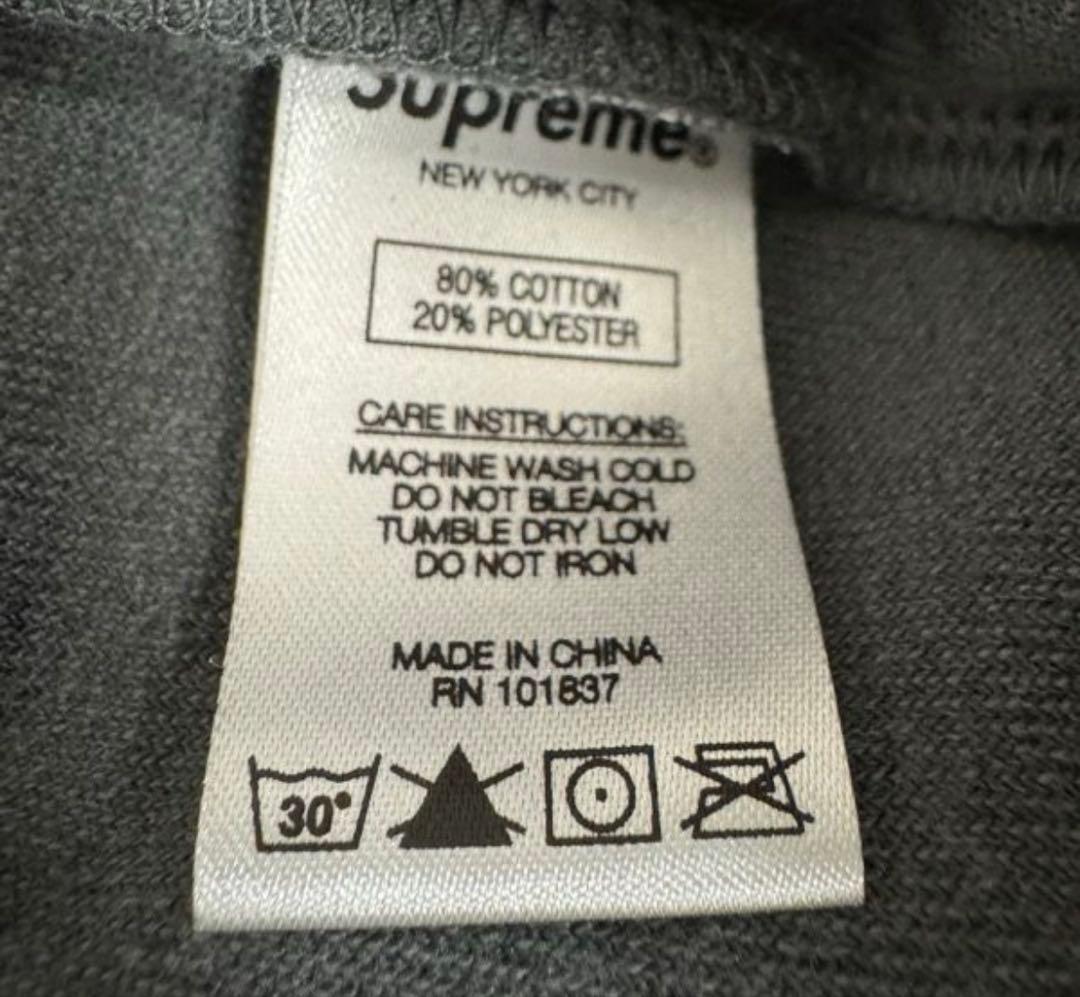 Supreme®
NEW YORK CITY
80% COTTON
20% POLYESTER
CARE INSTRUCTIONS:
MACHINE WASH COLD
DO NOT BLEACH
TUMBLE DRY LOW
DO NOT IRON
MADE IN CHINA
RN 101837
30°